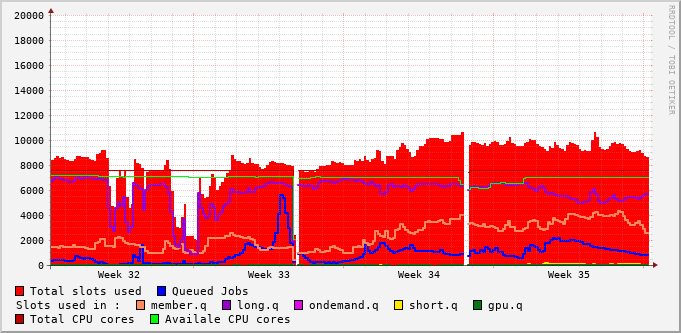 20000
18000
16000
14000
12000
10000
8000
6000
4000
2000
0
Week 32 Week 33 Week 34 Week 35
RRDTOOL / TOBI OETIKER
Total slots used Queued Jobs
Slots used in : member.q long.q ondemand.q short.q gpu.q
Total CPU cores Availale CPU cores